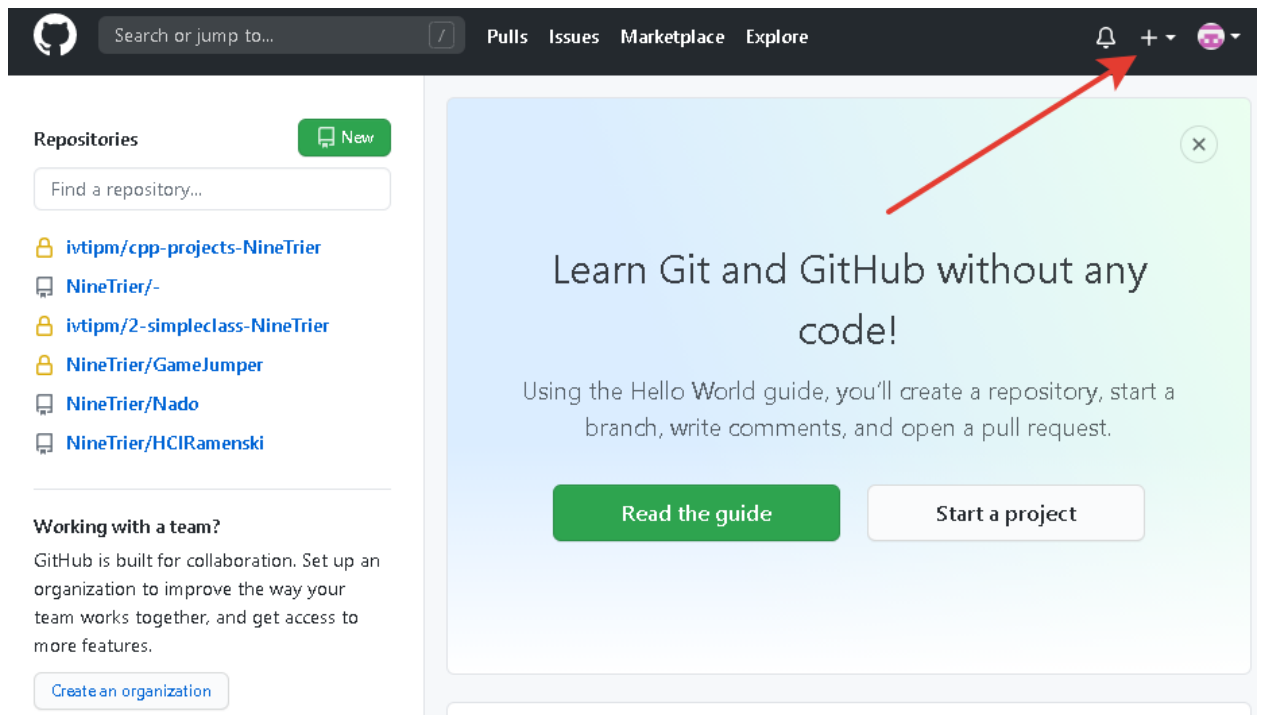 Search or jump to...
/
Pulls Issues Marketplace Explore
Repositories
New
Find a repository...
ivtipm/cpp-projects-NineTrier
NineTrier/-
ivtipm/2-simpleclass-NineTrier
NineTrier/GameJumper
NineTrier/Nado
NineTrier/HCIRamenski
Working with a team?
GitHub is built for collaboration. Set up an
organization to improve the way your
team works together, and get access to
more features.
Create an organization
Learn Git and GitHub without any
code!
Using the Hello World guide, you’ll create a repository, start a
branch, write comments, and open a pull request.
Read the guide
Start a project